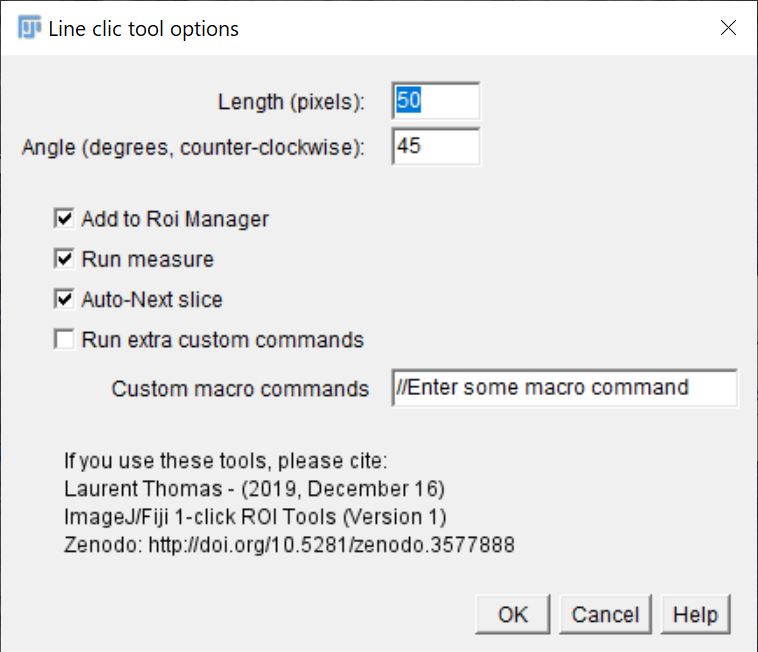 Line clic tool options
Length (pixels): 50
Angle (degrees, counter-clockwise): 45
Add to Roi Manager
Run measure
Auto-Next slice
Run extra custom commands
Custom macro commands //Enter some macro command
If you use these tools, please cite:
Laurent Thomas - (2019, December 16)
ImageJ/Fiji 1-click ROI Tools (Version 1)
Zenodo: http://doi.org/10.5281/zenodo.3577888
OK Cancel Help